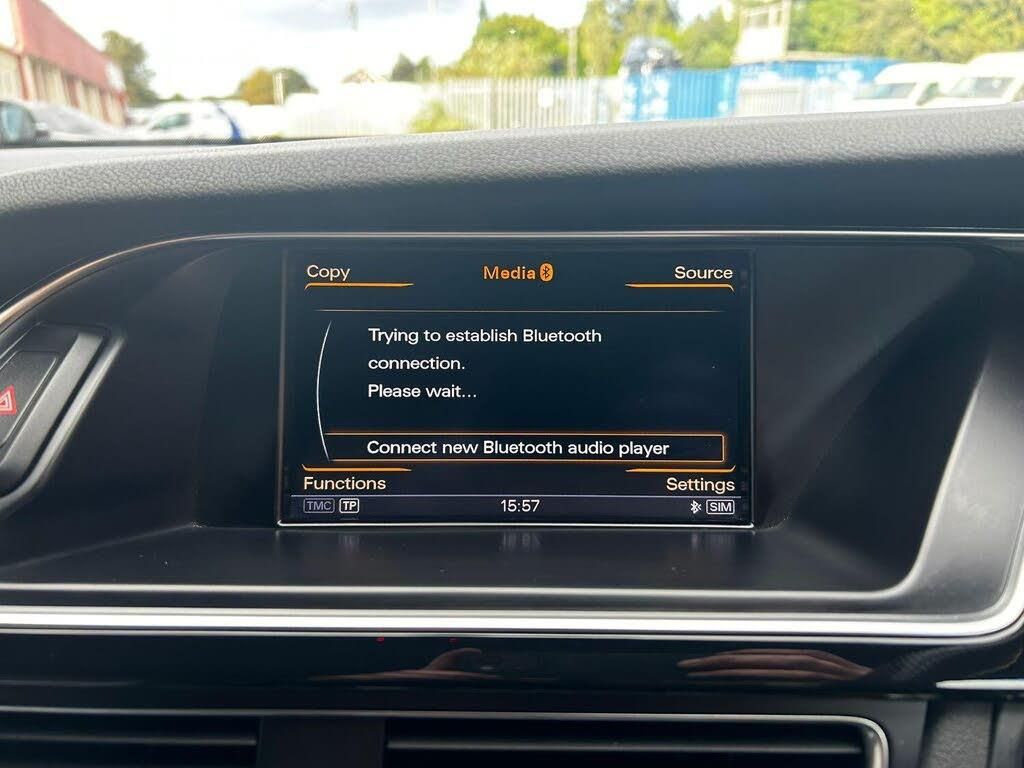 Copy Media Source
Trying to establish Bluetooth
connection.
Please wait...
Connect new Bluetooth audio player
Functions Settings
TMC TP 15:57 SIM